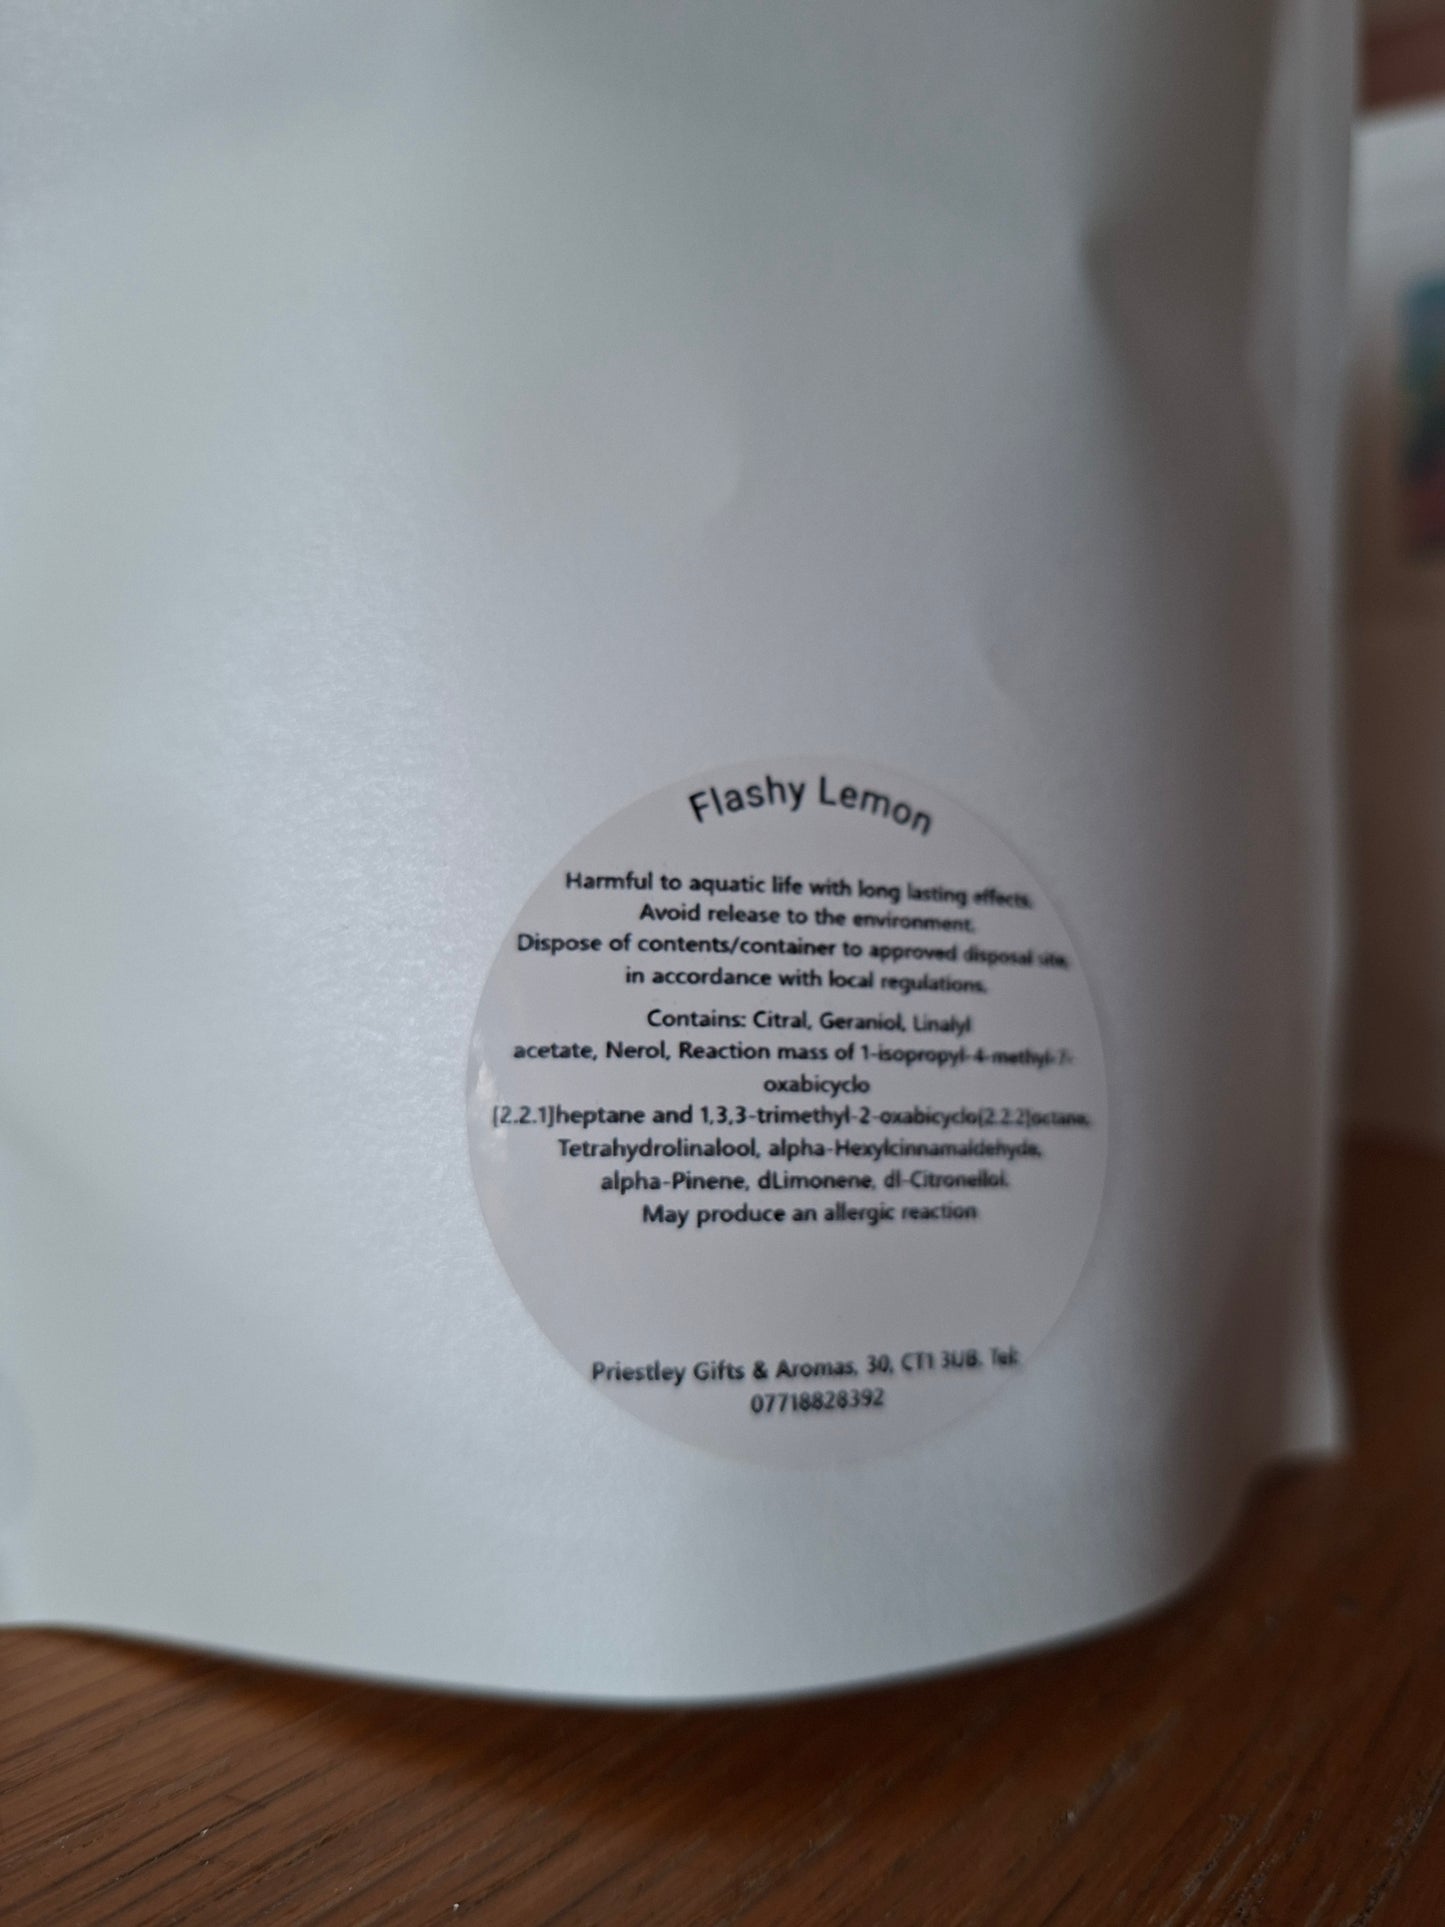 Flashy Lemon
Harmful to aquatic life with long lasting effects.
Avoid release to the environment.
Dispose of contents/container to approved disposal site,
in accordance with local regulations.
Contains: Citral, Geraniol, Linalyl
acetate, Nerol, Reaction mass of 1-isopropyl-4-methyl-7-
oxabicyclo
[2.2.1]heptane and 1,3,3-trimethyl-2-oxabicyclo[2.2.2]octane,
Tetrahydrolinalool, alpha-Hexylcinnamaldehyde,
alpha-Pinene, dLimonene, dl-Citronellol.
May produce an allergic reaction
Priestley Gifts & Aromas, 30, CT1 3UB. Tel:
07718828392